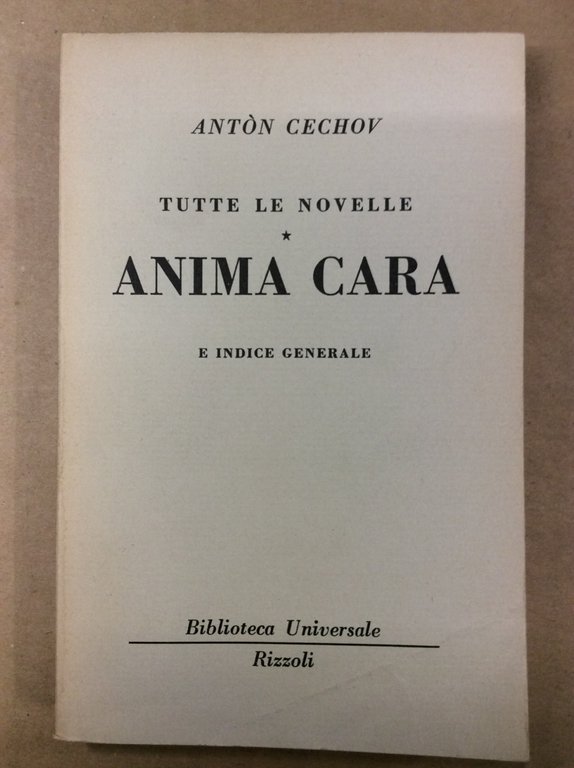 ANTÒN CECHOV
TUTTE LE NOVELLE
★
ANIMA CARA
E INDICE GENERALE
Biblioteca Universale
Rizzoli